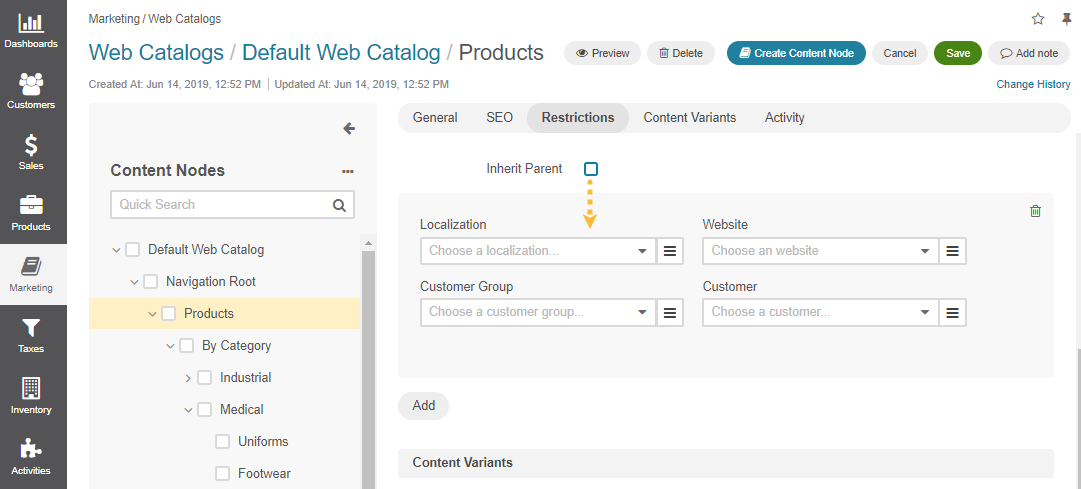 Dashboards
Customers
Sales
Products
Marketing
Taxes
Inventory
Activities
Marketing / Web Catalogs
Web Catalogs / Default Web Catalog / Products
Preview
Delete
Create Content Node
Cancel
Save
Add note
Created At: Jun 14, 2019, 12:52 PM | Updated At: Jun 14, 2019, 12:52 PM
Change History
Content Nodes
Quick Search
Default Web Catalog
Navigation Root
Products
By Category
Industrial
Medical
Uniforms
Footwear
General SEO Restrictions Content Variants Activity
Inherit Parent
Localization
Choose a localization...
Website
Choose an website
Customer Group
Choose a customer group...
Customer
Choose a customer...
Add
Content Variants